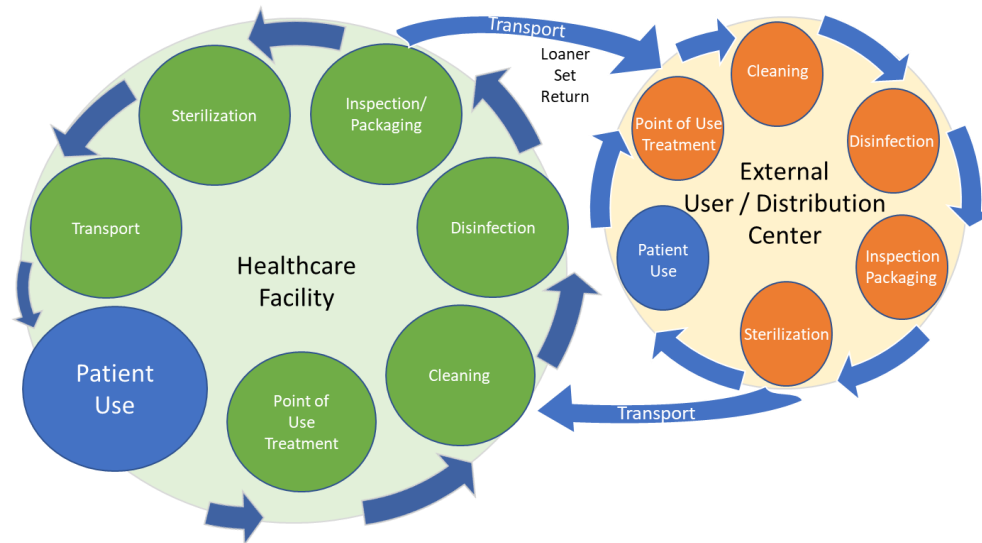 Transport
Loaner
Set
Return
Sterilization
Inspection/
Packaging
Transport
Disinfection
Healthcare
Facility
Patient
Use
Point of
Use
Treatment
Cleaning
Cleaning
Point of Use
Treatment
Disinfection
External
User / Distribution
Center
Patient
Use
Inspection
Packaging
Sterilization
Transport